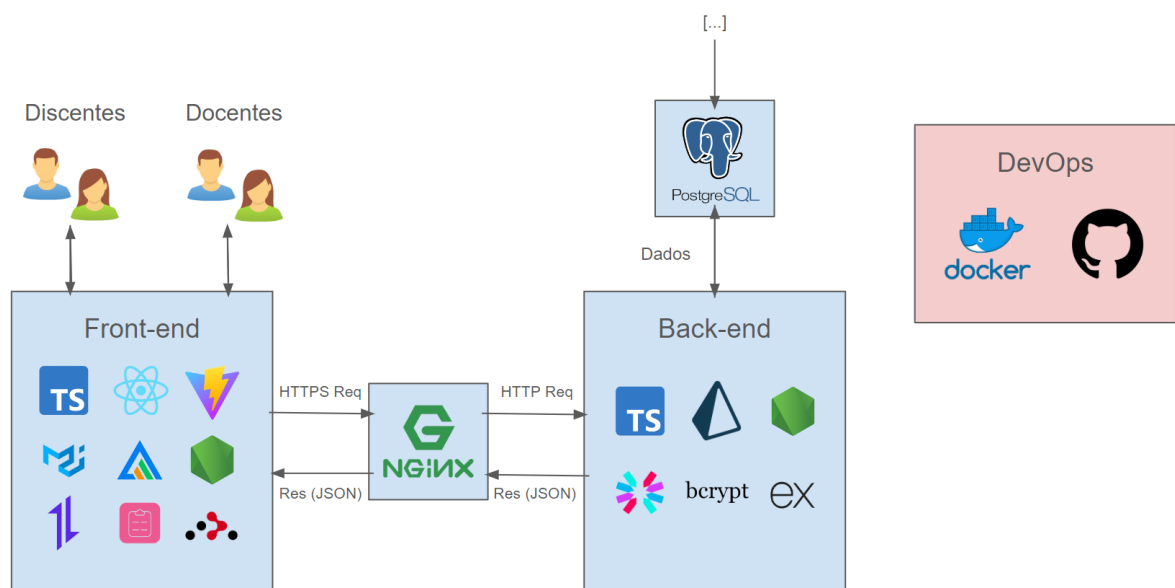 [...]
Discentes
Docentes
PostgreSQL
DevOps
docker
Dados
Front-end
Back-end
TS
HTTPS Req
HTTP Req
TS
G
NGiNX
Res (JSON)
Res (JSON)
bcrypt
ex